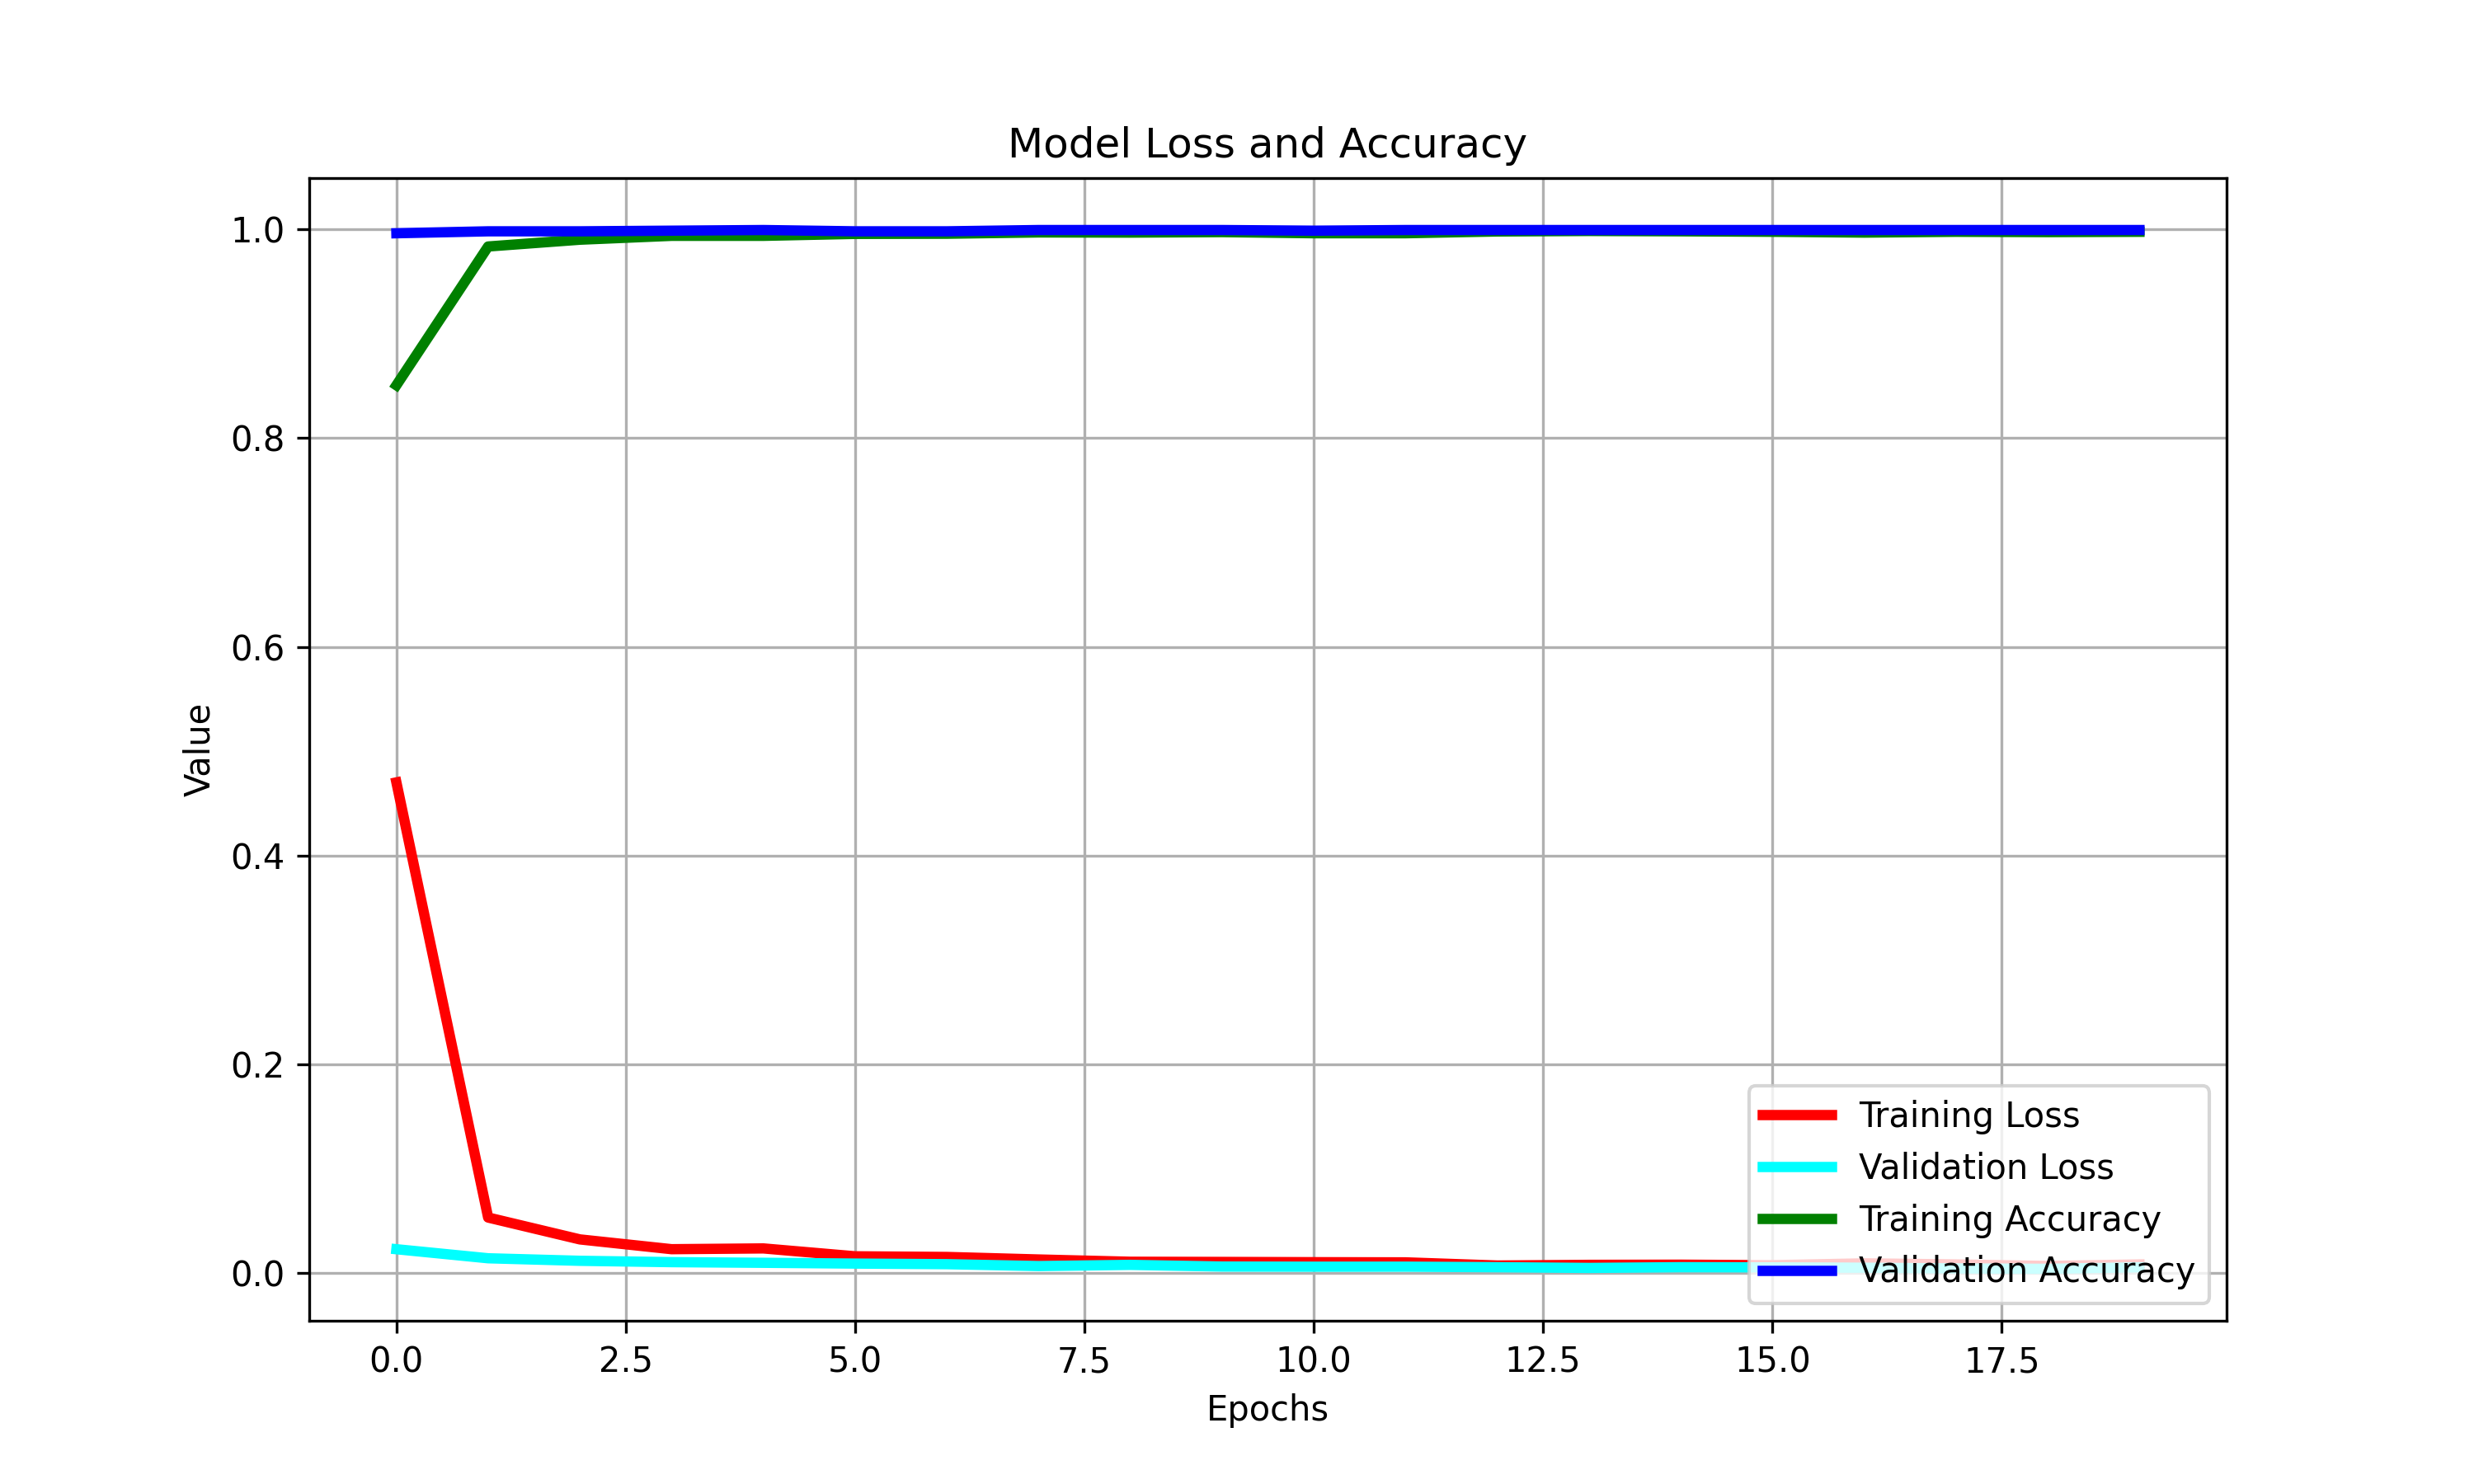 Model Loss and Accuracy
1.0
0.8
0.6
0.4
0.2
0.0
Value
Training Loss
Validation Loss
Training Accuracy
Validation Accuracy
0.0 2.5 5.0 7.5 10.0 12.5 15.0 17.5
Epochs